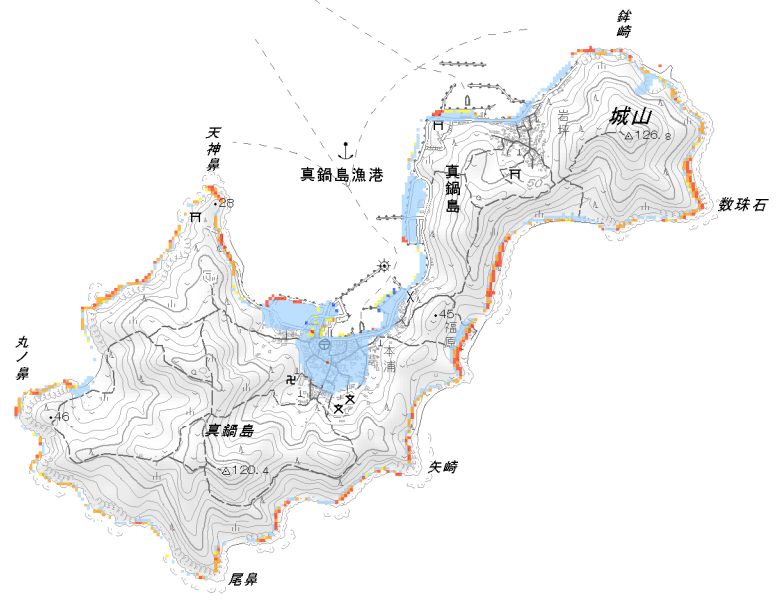 鉾崎
城山
126.8
岩坪
天神鼻
真鍋島漁港
真鍋島
50
数珠石
28
45
福原
丸ノ鼻
本浦
46
真鍋島
120.4
矢崎
尾鼻